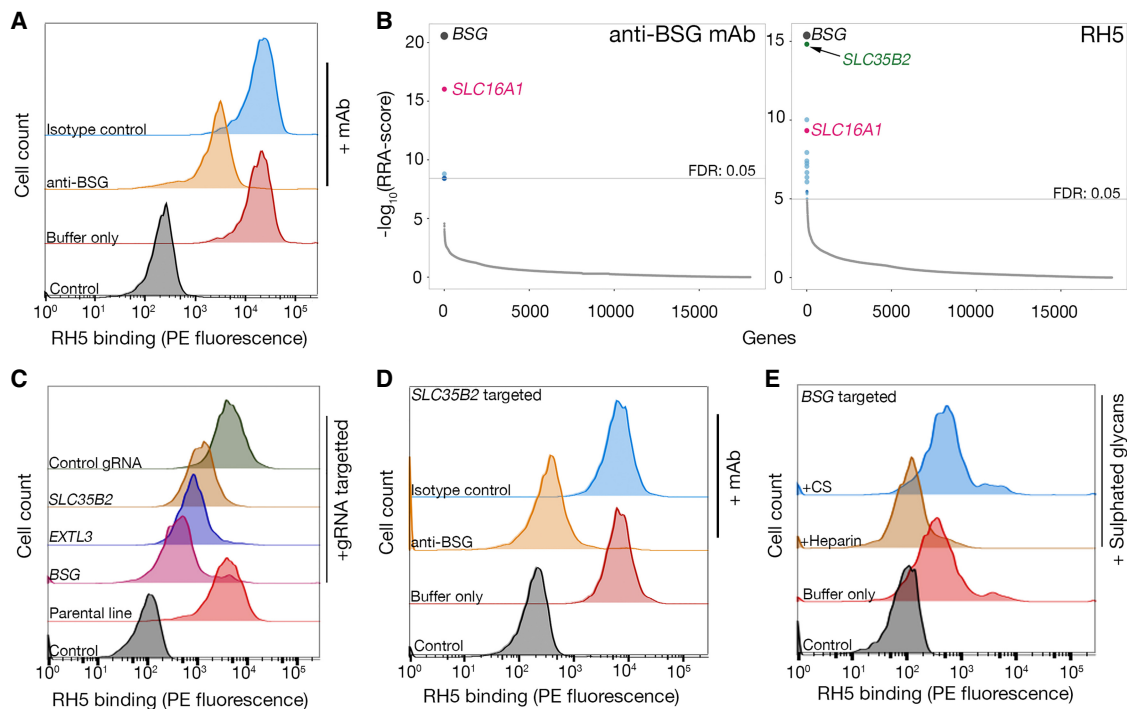 A
Cell count
Isotype control
anti-BSG
Buffer only
Control
+ mAb
10⁰ 10¹ 10² 10³ 10⁴ 10⁵
RH5 binding (PE fluorescence)
B
-log₁₀(RRA-score)
20
15
10
5
0
BSG
anti-BSG mAb
SLC16A1
FDR: 0.05
0 5000 10000 15000
15
10
5
0
BSG
RH5
SLC35B2
SLC16A1
FDR: 0.05
0 5000 10000 15000
Genes
C
Cell count
Control gRNA
SLC35B2
EXTL3
BSG
Parental line
Control
+gRNA targetted
10⁰ 10¹ 10² 10³ 10⁴ 10⁵
RH5 binding (PE fluorescence)
D
Cell count
SLC35B2 targeted
Isotype control
anti-BSG
Buffer only
Control
+ mAb
10⁰ 10¹ 10² 10³ 10⁴ 10⁵
RH5 binding (PE fluorescence)
E
Cell count
BSG targeted
+CS
+Heparin
Buffer only
Control
+ Sulphated glycans
10⁰ 10¹ 10² 10³ 10⁴ 10⁵
RH5 binding (PE fluorescence)